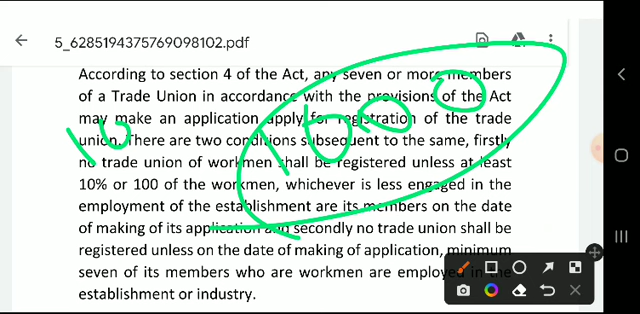 5_6285194375769098102.pdf
According to section 4 of the Act, any seven or more members
of a Trade Union in accordance with the provisions of the Act
may make an application apply for registration of the trade
union. There are two conditions subsequent to the same, firstly
no trade union of workmen shall be registered unless at least
10% or 100 of the workmen, whichever is less engaged in the
employment of the establishment are its members on the date
of making of its application and secondly no trade union shall be
registered unless on the date of making of application, minimum
seven of its members who are workmen are employed in the
establishment or industry.
1000
10